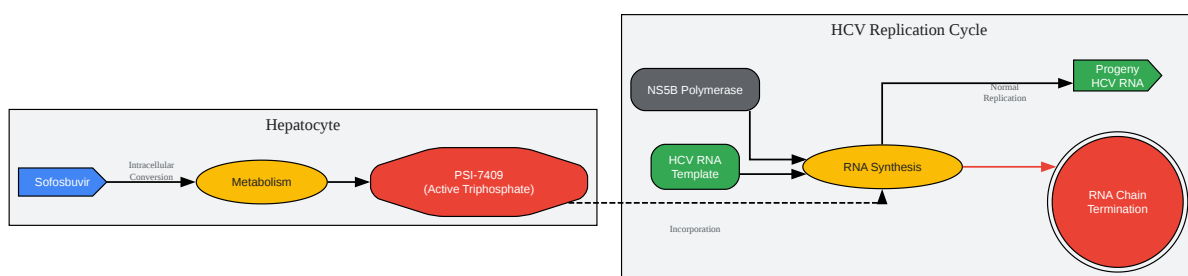 Hepatocyte
Sofosbuvir
Intracellular
Conversion
Metabolism
PSI-7409
(Active Triphosphate)
HCV Replication Cycle
NS5B Polymerase
HCV RNA
Template
Incorporation
RNA Synthesis
Normal
Replication
Progeny
HCV RNA
RNA Chain
Termination